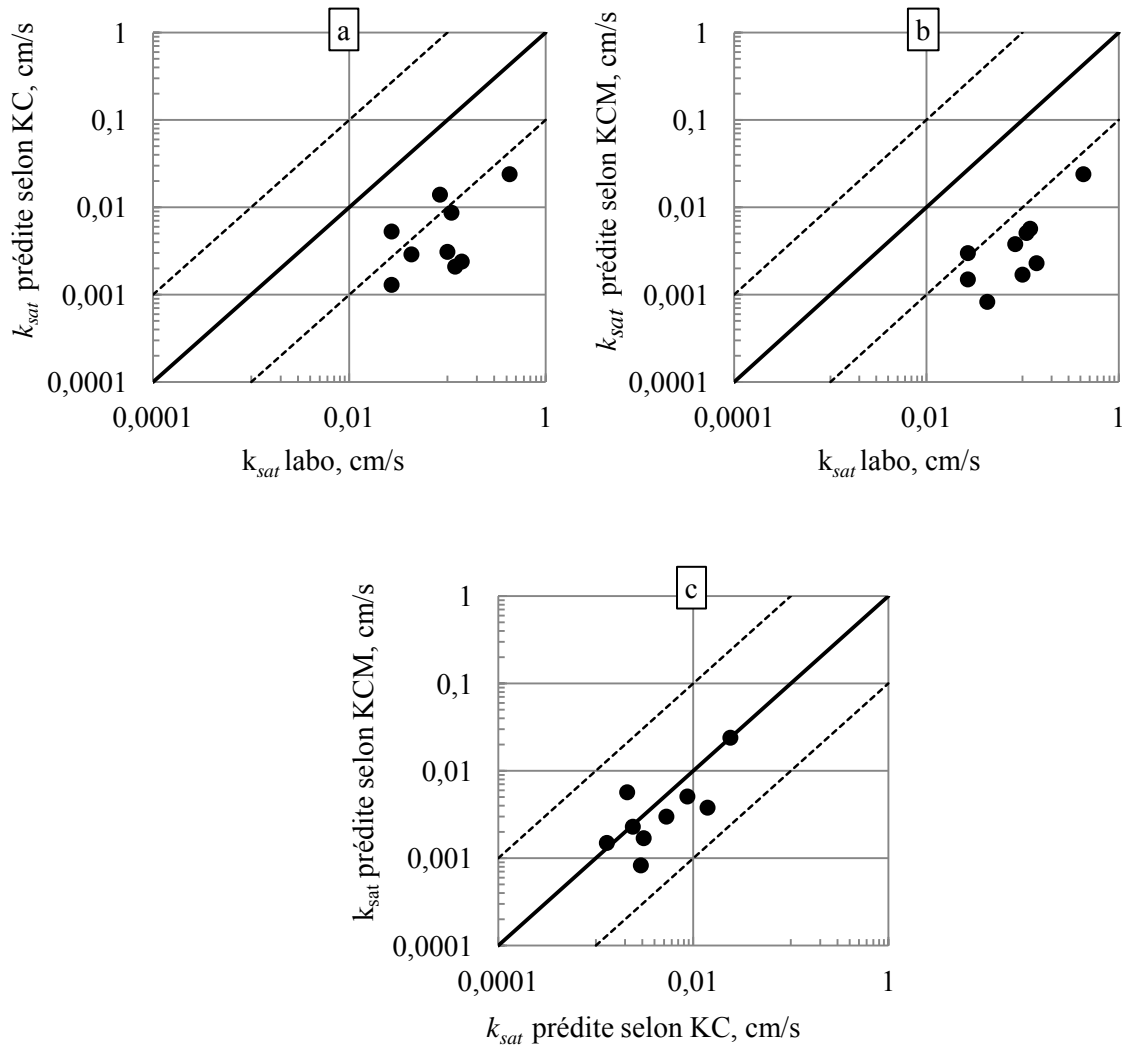 a
k_sat prédite selon KC, cm/s
1
0,1
0,01
0,001
0,0001
0,0001 0,01 1
k_sat labo, cm/s
b
k_sat prédite selon KCM, cm/s
1
0,1
0,01
0,001
0,0001
0,0001 0,01 1
k_sat labo, cm/s
c
k_sat prédite selon KCM, cm/s
1
0,1
0,01
0,001
0,0001
0,0001 0,01 1
k_sat prédite selon KC, cm/s